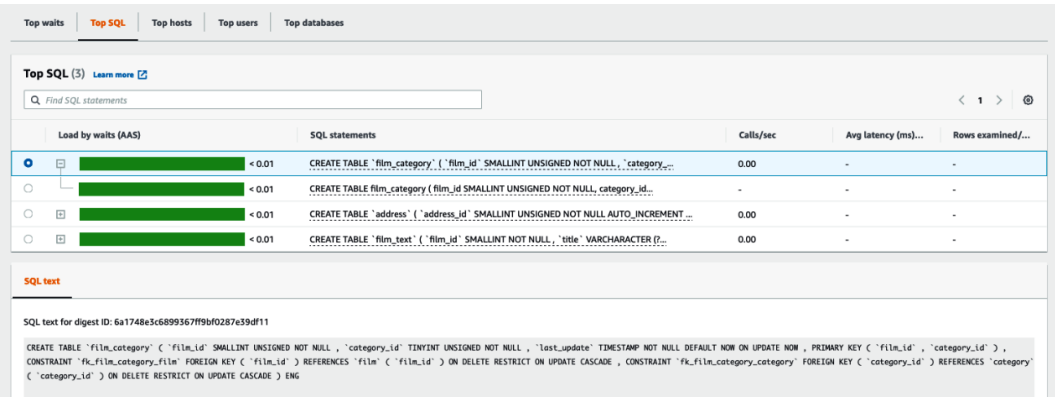 Top waits Top SQL Top hosts Top users Top databases
Top SQL (3) Learn more
Find SQL statements
1
Load by waits (AAS) SQL statements Calls/sec Avg latency (ms)... Rows examined/...
< 0.01 CREATE TABLE `film_category` ( `film_id` SMALLINT UNSIGNED NOT NULL , `category_... 0.00 - -
< 0.01 CREATE TABLE film_category ( film_id SMALLINT UNSIGNED NOT NULL, category_id... - - -
< 0.01 CREATE TABLE `address` ( `address_id` SMALLINT UNSIGNED NOT NULL AUTO_INCREMENT ... 0.00 - -
< 0.01 CREATE TABLE `film_text` ( `film_id` SMALLINT NOT NULL , `title` VARCHARACTER (?... 0.00 - -
SQL text
SQL text for digest ID: 6a1748e3c6899367ff9bf0287e39df11
CREATE TABLE `film_category` ( `film_id` SMALLINT UNSIGNED NOT NULL , `category_id` TINYINT UNSIGNED NOT NULL , `last_update` TIMESTAMP NOT NULL DEFAULT NOW ON UPDATE NOW , PRIMARY KEY ( `film_id` , `category_id` ) ,
CONSTRAINT `fk_film_category_film` FOREIGN KEY ( `film_id` ) REFERENCES `film` ( `film_id` ) ON DELETE RESTRICT ON UPDATE CASCADE , CONSTRAINT `fk_film_category_category` FOREIGN KEY ( `category_id` ) REFERENCES `category`
( `category_id` ) ON DELETE RESTRICT ON UPDATE CASCADE ) ENG